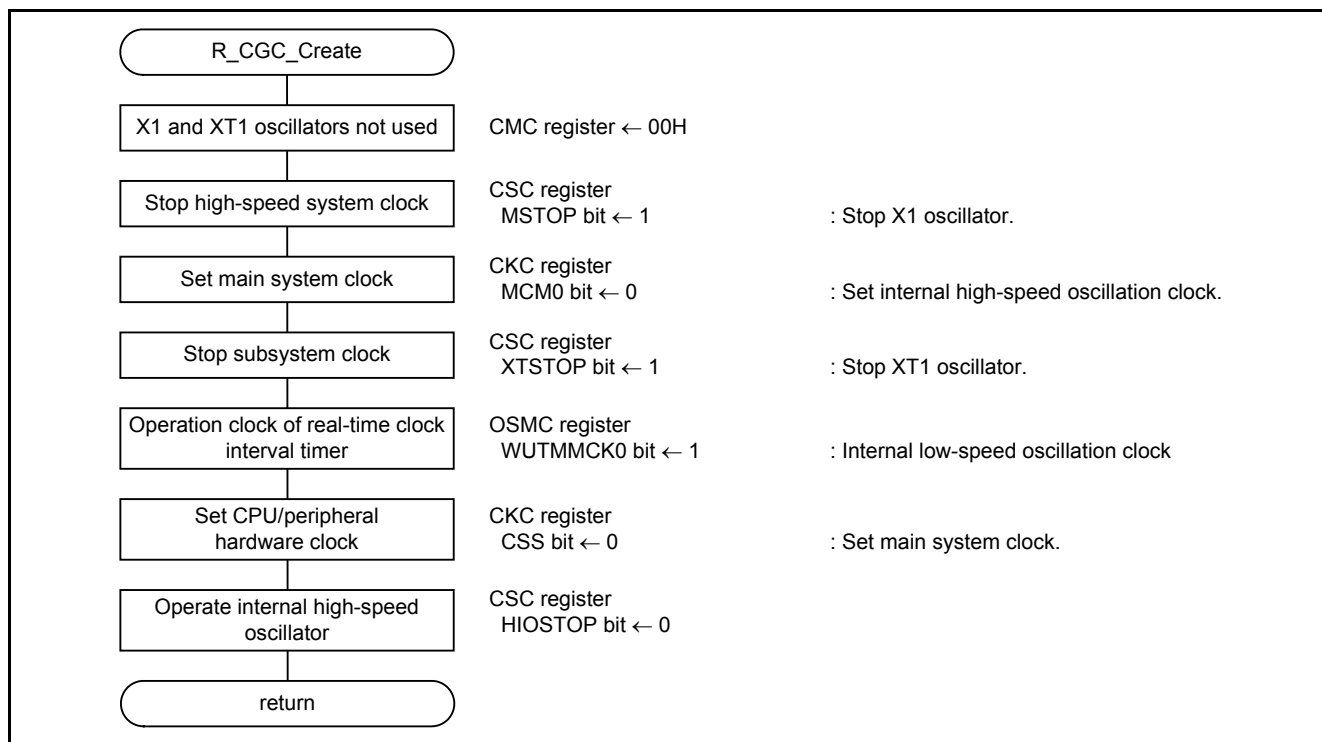 R_CGC_Create
X1 and XT1 oscillators not used
CMC register ← 00H
Stop high-speed system clock
CSC register
MSTOP bit ← 1 : Stop X1 oscillator.
Set main system clock
CKC register
MCM0 bit ← 0 : Set internal high-speed oscillation clock.
Stop subsystem clock
CSC register
XTSTOP bit ← 1 : Stop XT1 oscillator.
Operation clock of real-time clock
interval timer
OSMC register
WUTMMCK0 bit ← 1 : Internal low-speed oscillation clock
Set CPU/peripheral
hardware clock
CKC register
CSS bit ← 0 : Set main system clock.
Operate internal high-speed
oscillator
CSC register
HIOSTOP bit ← 0
return